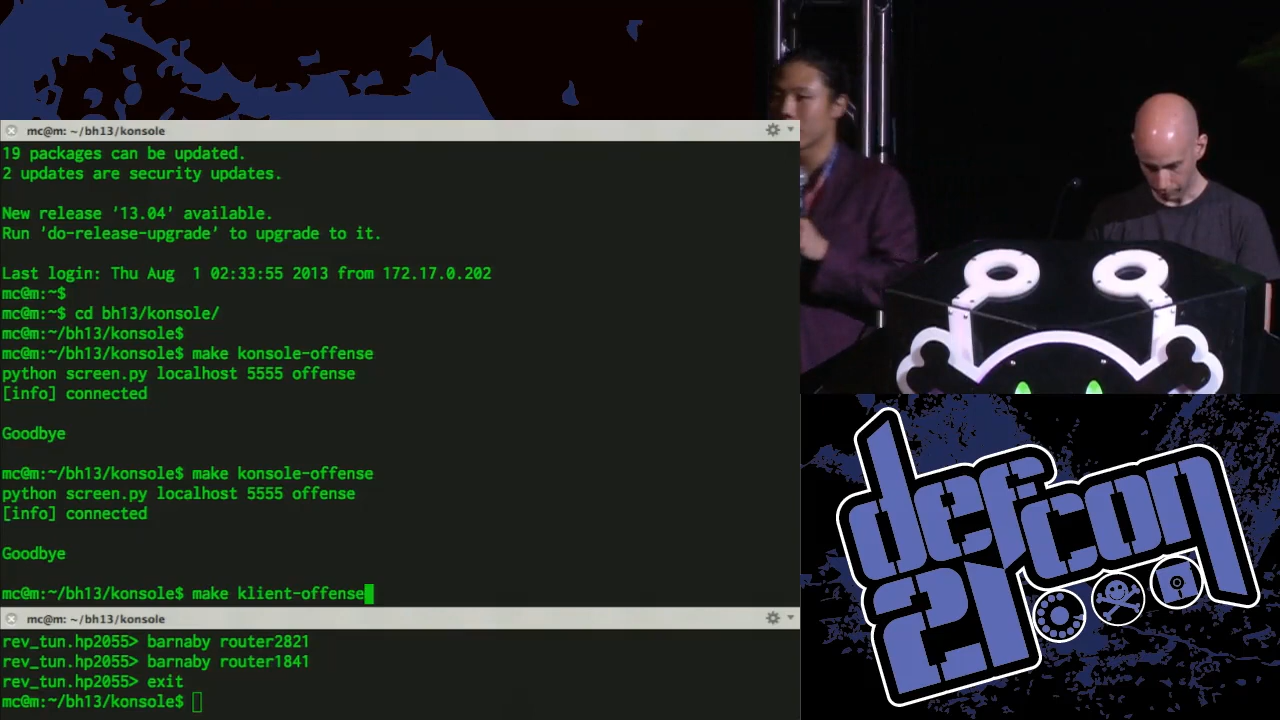 mc@m: ~/bh13/konsole
19 packages can be updated.
2 updates are security updates.
New release '13.04' available.
Run 'do-release-upgrade' to upgrade to it.
Last login: Thu Aug  1 02:33:55 2013 from 172.17.0.202
mc@m:~$
mc@m:~$ cd bh13/konsole/
mc@m:~/bh13/konsole$
mc@m:~/bh13/konsole$ make konsole-offense
python screen.py localhost 5555 offense
[info] connected
Goodbye
mc@m:~/bh13/konsole$ make konsole-offense
python screen.py localhost 5555 offense
[info] connected
Goodbye
mc@m:~/bh13/konsole$ make klient-offense
mc@m: ~/bh13/konsole
rev_tun.hp2055> barnaby router2821
rev_tun.hp2055> barnaby router1841
rev_tun.hp2055> exit
mc@m:~/bh13/konsole$
defcon
21